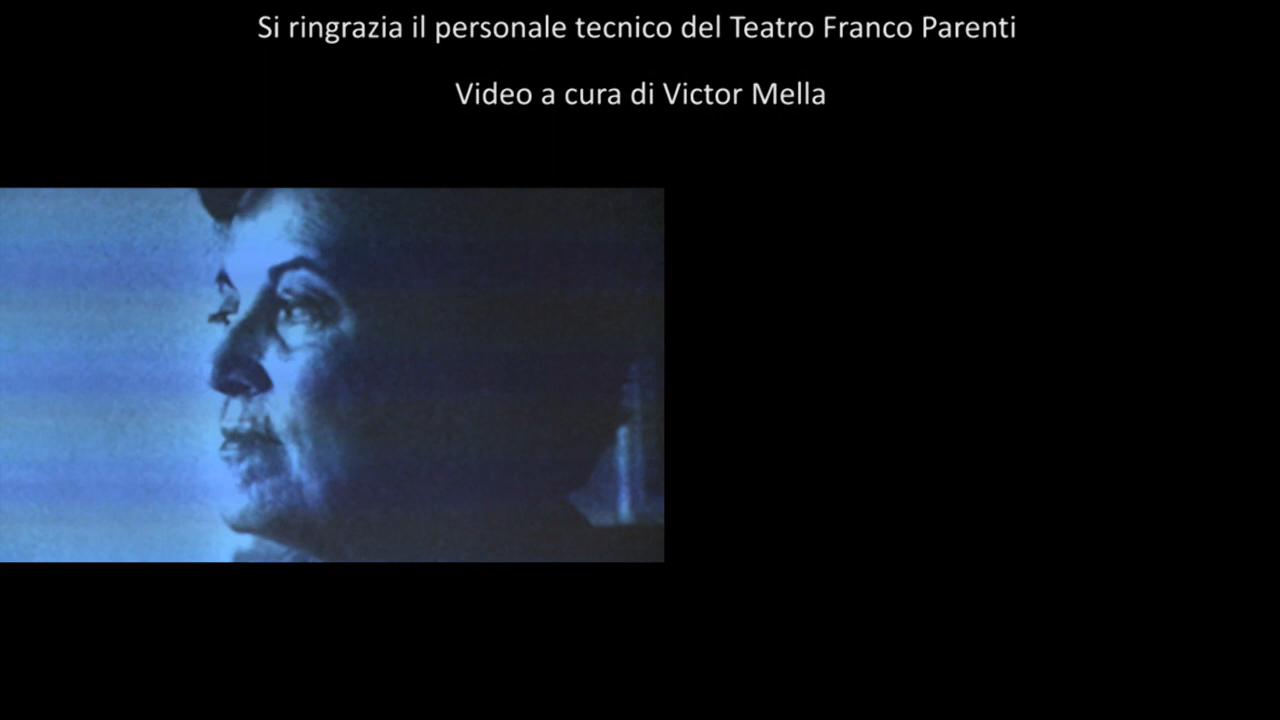 Si ringrazia il personale tecnico del Teatro Franco Parenti
Video a cura di Victor Mella